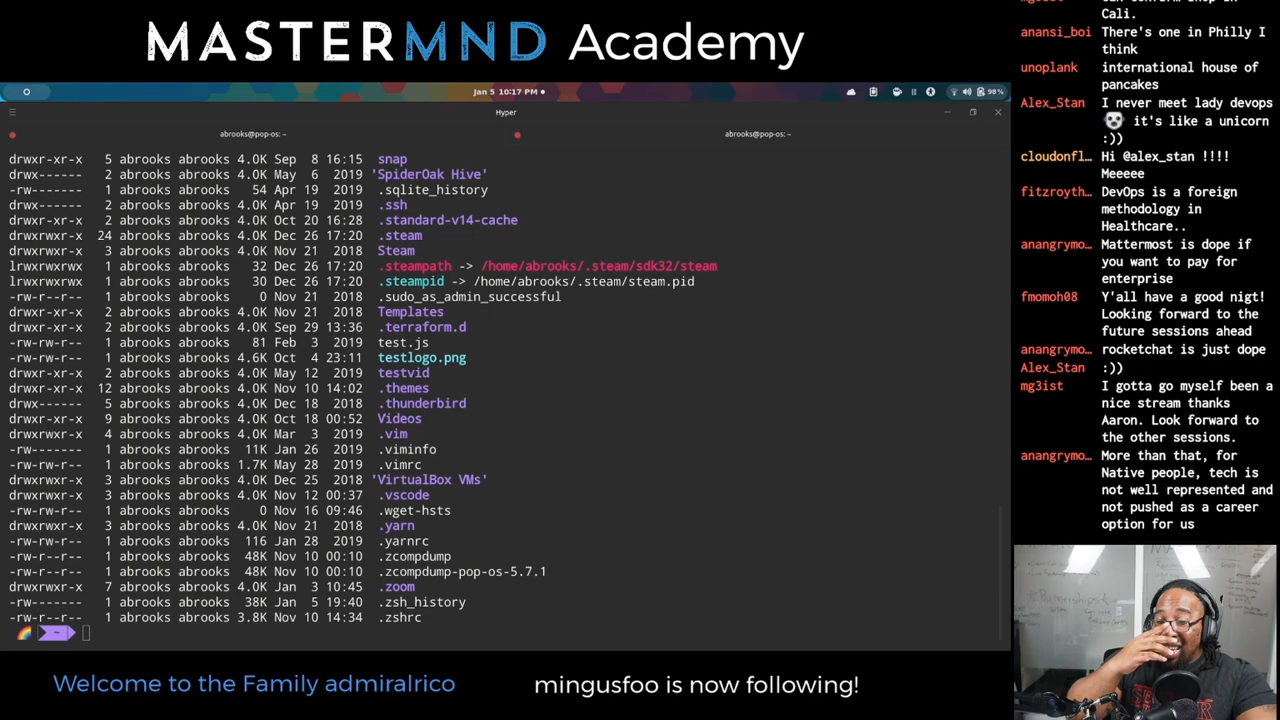 MASTERMND Academy
Jan 5 10:17 PM
98%
Hyper
abrooks@pop-os: ~
abrooks@pop-os: ~
drwxr-xr-x 5 abrooks abrooks 4.0K Sep 8 16:15 snap
drwx------ 2 abrooks abrooks 4.0K May 6 2019 'SpiderOak Hive'
-rw------- 1 abrooks abrooks 54 Apr 19 2019 .sqlite_history
drwx------ 2 abrooks abrooks 4.0K Apr 19 2019 .ssh
drwxr-xr-x 2 abrooks abrooks 4.0K Oct 20 16:28 .standard-v14-cache
drwxrwxr-x 24 abrooks abrooks 4.0K Dec 26 17:20 .steam
drwxrwxr-x 3 abrooks abrooks 4.0K Nov 21 2018 Steam
lrwxrwxrwx 1 abrooks abrooks 32 Dec 26 17:20 .steampath -> /home/abrooks/.steam/sdk32/steam
lrwxrwxrwx 1 abrooks abrooks 30 Dec 26 17:20 .steampid -> /home/abrooks/.steam/steam.pid
-rw-r--r-- 1 abrooks abrooks 0 Nov 21 2018 .sudo_as_admin_successful
drwxr-xr-x 2 abrooks abrooks 4.0K Nov 21 2018 Templates
drwxr-xr-x 2 abrooks abrooks 4.0K Sep 29 13:36 .terraform.d
-rw-rw-r-- 1 abrooks abrooks 81 Feb 3 2019 test.js
-rw-r--r-- 1 abrooks abrooks 4.6K Oct 4 23:11 testlogo.png
drwxrwxr-x 2 abrooks abrooks 4.0K May 12 2019 testvid
drwxr-xr-x 12 abrooks abrooks 4.0K Nov 10 14:02 .themes
drwx------ 5 abrooks abrooks 4.0K Dec 18 2018 .thunderbird
drwxr-xr-x 9 abrooks abrooks 4.0K Oct 18 00:52 Videos
drwxrwxr-x 4 abrooks abrooks 4.0K Mar 3 2019 .vim
-rw------- 1 abrooks abrooks 11K Jan 26 2019 .viminfo
-rw-rw-r-- 1 abrooks abrooks 1.7K May 28 2019 .vimrc
drwxrwxr-x 3 abrooks abrooks 4.0K Dec 25 2018 'VirtualBox VMs'
drwxrwxr-x 3 abrooks abrooks 4.0K Nov 12 00:37 .vscode
-rw-rw-r-- 1 abrooks abrooks 0 Nov 16 09:46 .wget-hsts
drwxrwxr-x 3 abrooks abrooks 4.0K Nov 21 2018 .yarn
-rw-rw-r-- 1 abrooks abrooks 116 Jan 28 2019 .yarnrc
-rw-rw-r-- 1 abrooks abrooks 48K Nov 10 00:10 .zcompdump
-rw-r--r-- 1 abrooks abrooks 48K Nov 10 00:10 .zcompdump-pop-os-5.7.1
drwxrwxr-x 7 abrooks abrooks 4.0K Jan 3 10:45 .zoom
-rw------- 1 abrooks abrooks 38K Jan 5 19:40 .zsh_history
-rw-r--r-- 1 abrooks abrooks 3.8K Nov 10 14:34 .zshrc
~
Cali.
anansi_boi There's one in Philly I
think
unoplank international house of
pancakes
Alex_Stan I never meet lady devops
it's like a unicorn
:))
cloudonfl… Hi @alex_stan !!!!
Meeeee
fitzroyth… DevOps is a foreign
methodology in
Healthcare..
anangrymo… Mattermost is dope if
you want to pay for
enterprise
fmomoh08 Y'all have a good nigt!
Looking forward to the
future sessions ahead
anangrymo… rocketchat is just dope
Alex_Stan :))
mg3ist I gotta go myself been a
nice stream thanks
Aaron. Look forward to
the other sessions.
anangrymo… More than that, for
Native people, tech is
not well represented and
not pushed as a career
option for us
Welcome to the Family admiralrico
mingusfoo is now following!